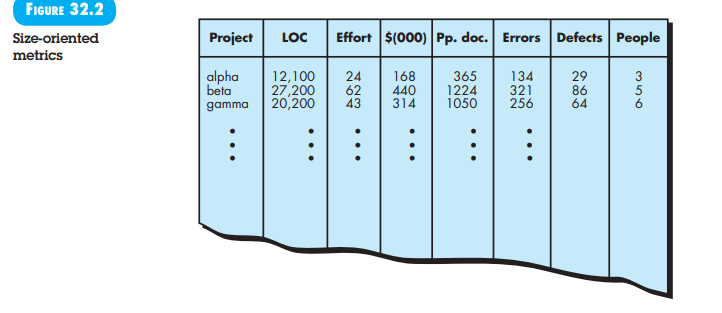 FIGURE 32.2
Size-oriented
metrics
Project LOC Effort $(000) Pp. doc. Errors Defects People
alpha 12,100 24 168 365 134 29 3
beta 27,200 62 440 1224 321 86 5
gamma 20,200 43 314 1050 256 64 6